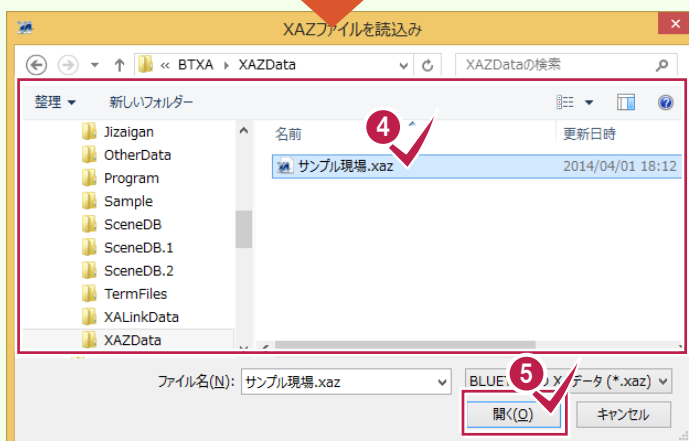 XAZファイルを読込み
« BTXA ▸ XAZData
XAZDataの検索
整理 ▼ 新しいフォルダー
Jizaigan
OtherData
Program
Sample
SceneDB
SceneDB.1
SceneDB.2
TermFiles
XALinkData
XAZData
名前 更新日時
4
サンプル現場.xaz 2014/04/01 18:12
ファイル名(N): サンプル現場.xaz
データ (*.xaz)
5
開く(O) キャンセル